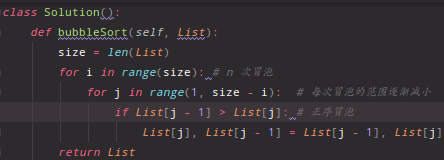 class Solution():
    def bubbleSort(self, List):
        size = len(List)
        for i in range(size): # n 次冒泡
            for j in range(1, size - i):  # 每次冒泡的范围逐渐减小
                if List[j - 1] > List[j]: # 正序冒泡
                    List[j], List[j - 1] = List[j - 1], List[j]
        return List